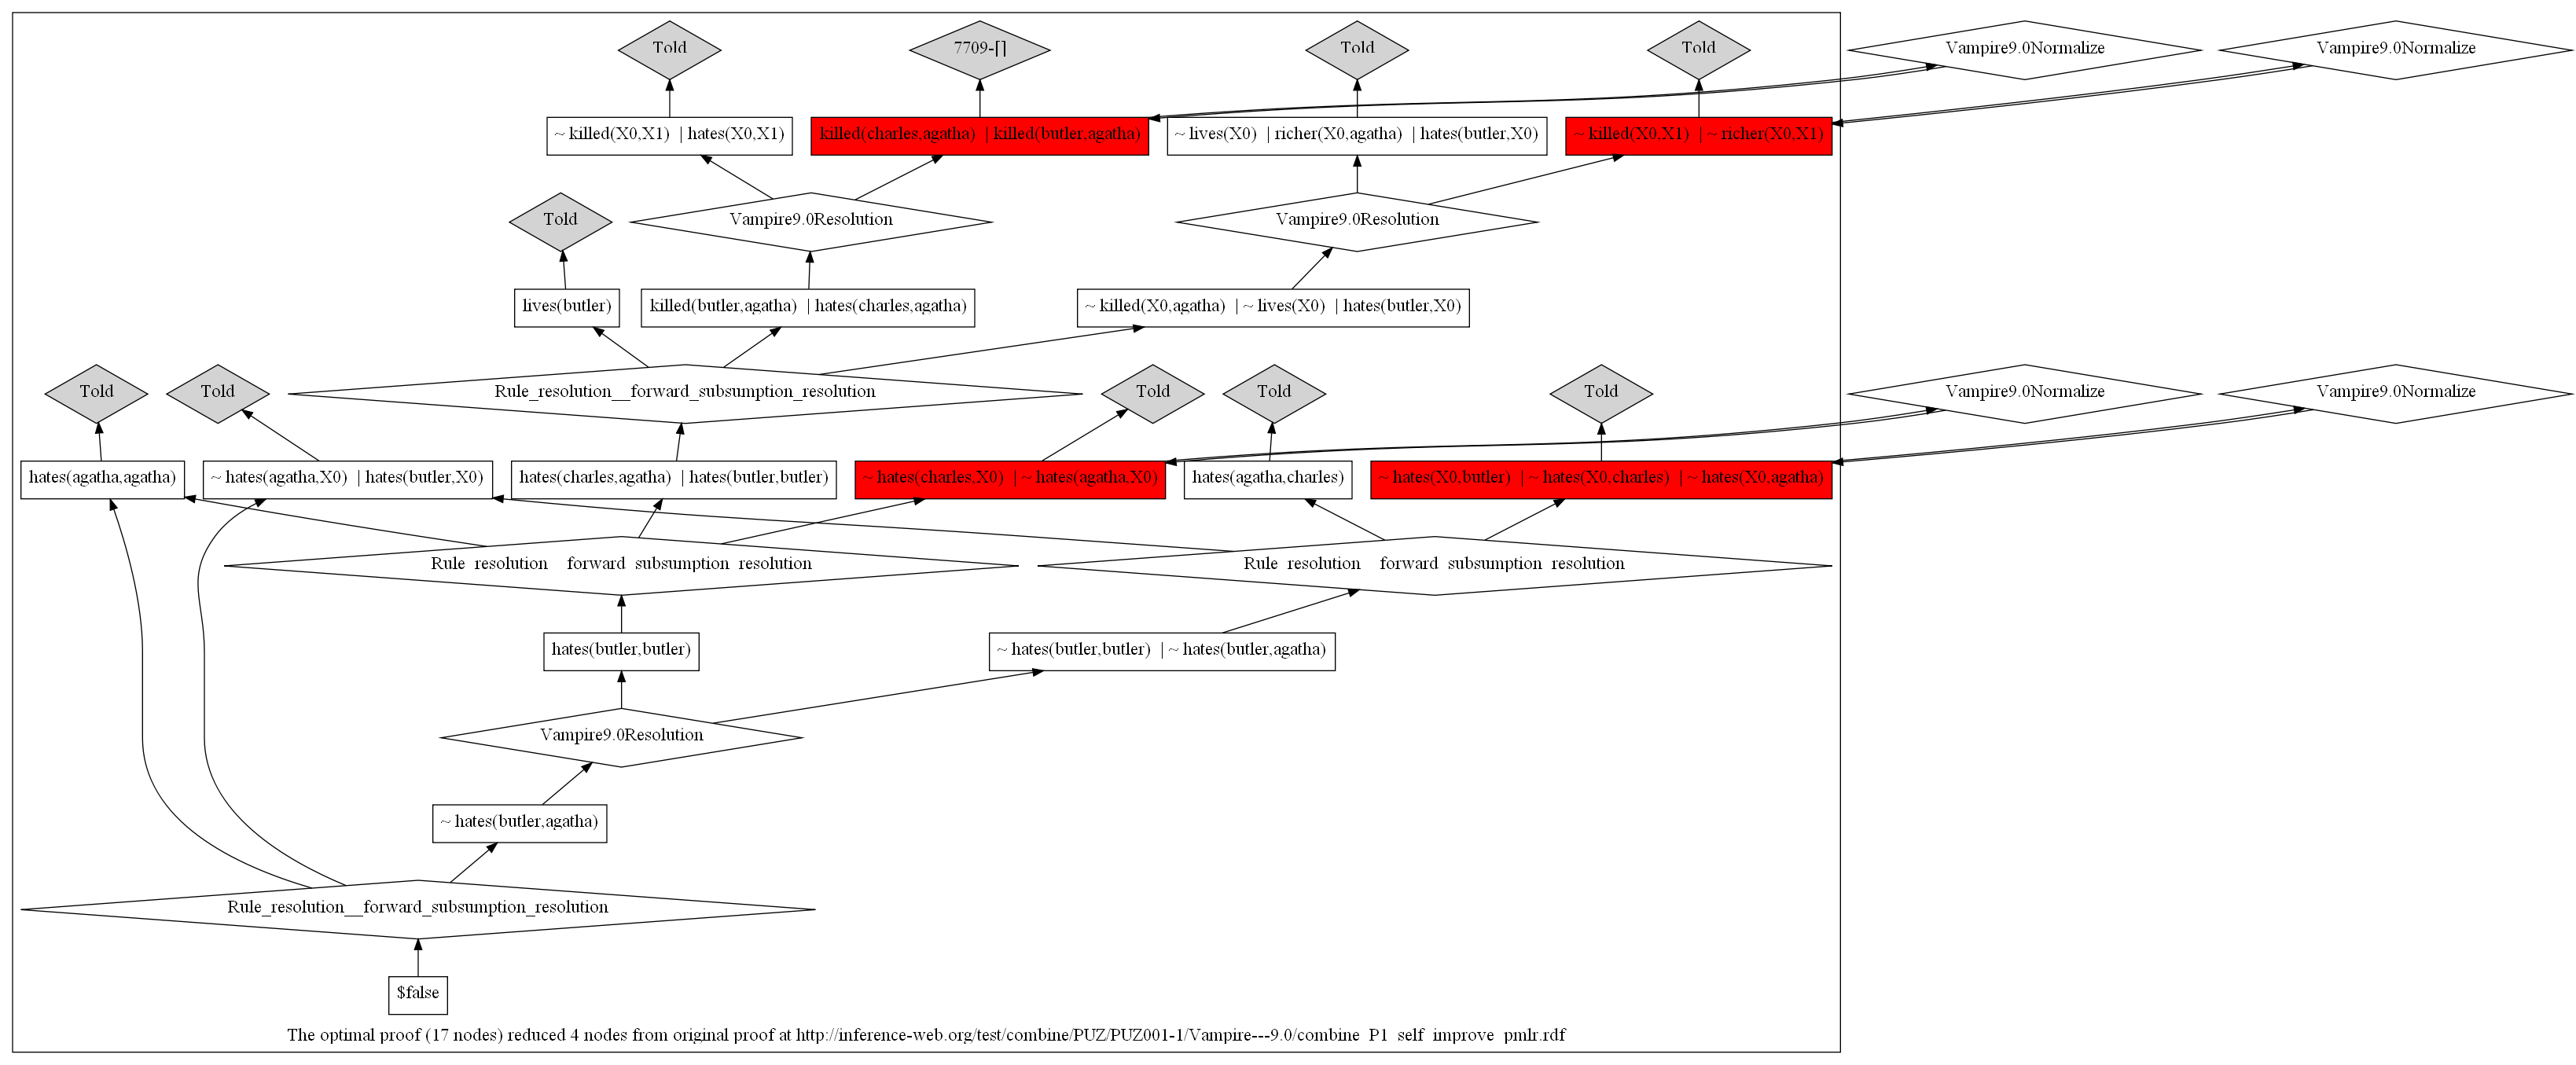 Told
7709-[]
Told
Told
Vampire9.0Normalize
Vampire9.0Normalize
~ killed(X0,X1) | hates(X0,X1)
killed(charles,agatha) | killed(butler,agatha)
~ lives(X0) | richer(X0,agatha) | hates(butler,X0)
~ killed(X0,X1) | ~ richer(X0,X1)
Told
Vampire9.0Resolution
Vampire9.0Resolution
lives(butler)
killed(butler,agatha) | hates(charles,agatha)
~ killed(X0,agatha) | ~ lives(X0) | hates(butler,X0)
Told
Told
Rule_resolution__forward_subsumption_resolution
Told
Told
Told
Vampire9.0Normalize
Vampire9.0Normalize
hates(agatha,agatha)
~ hates(agatha,X0) | hates(butler,X0)
hates(charles,agatha) | hates(butler,butler)
~ hates(charles,X0) | ~ hates(agatha,X0)
hates(agatha,charles)
~ hates(X0,butler) | ~ hates(X0,charles) | ~ hates(X0,agatha)
Rule resolution  forward subsumption resolution
Rule resolution  forward subsumption resolution
hates(butler,butler)
~ hates(butler,butler) | ~ hates(butler,agatha)
Vampire9.0Resolution
~ hates(butler,agatha)
Rule_resolution__forward_subsumption_resolution
$false
The optimal proof (17 nodes) reduced 4 nodes from original proof at http://inference-web.org/test/combine/PUZ/PUZ001-1/Vampire---9.0/combine P1 self improve pmlr.rdf